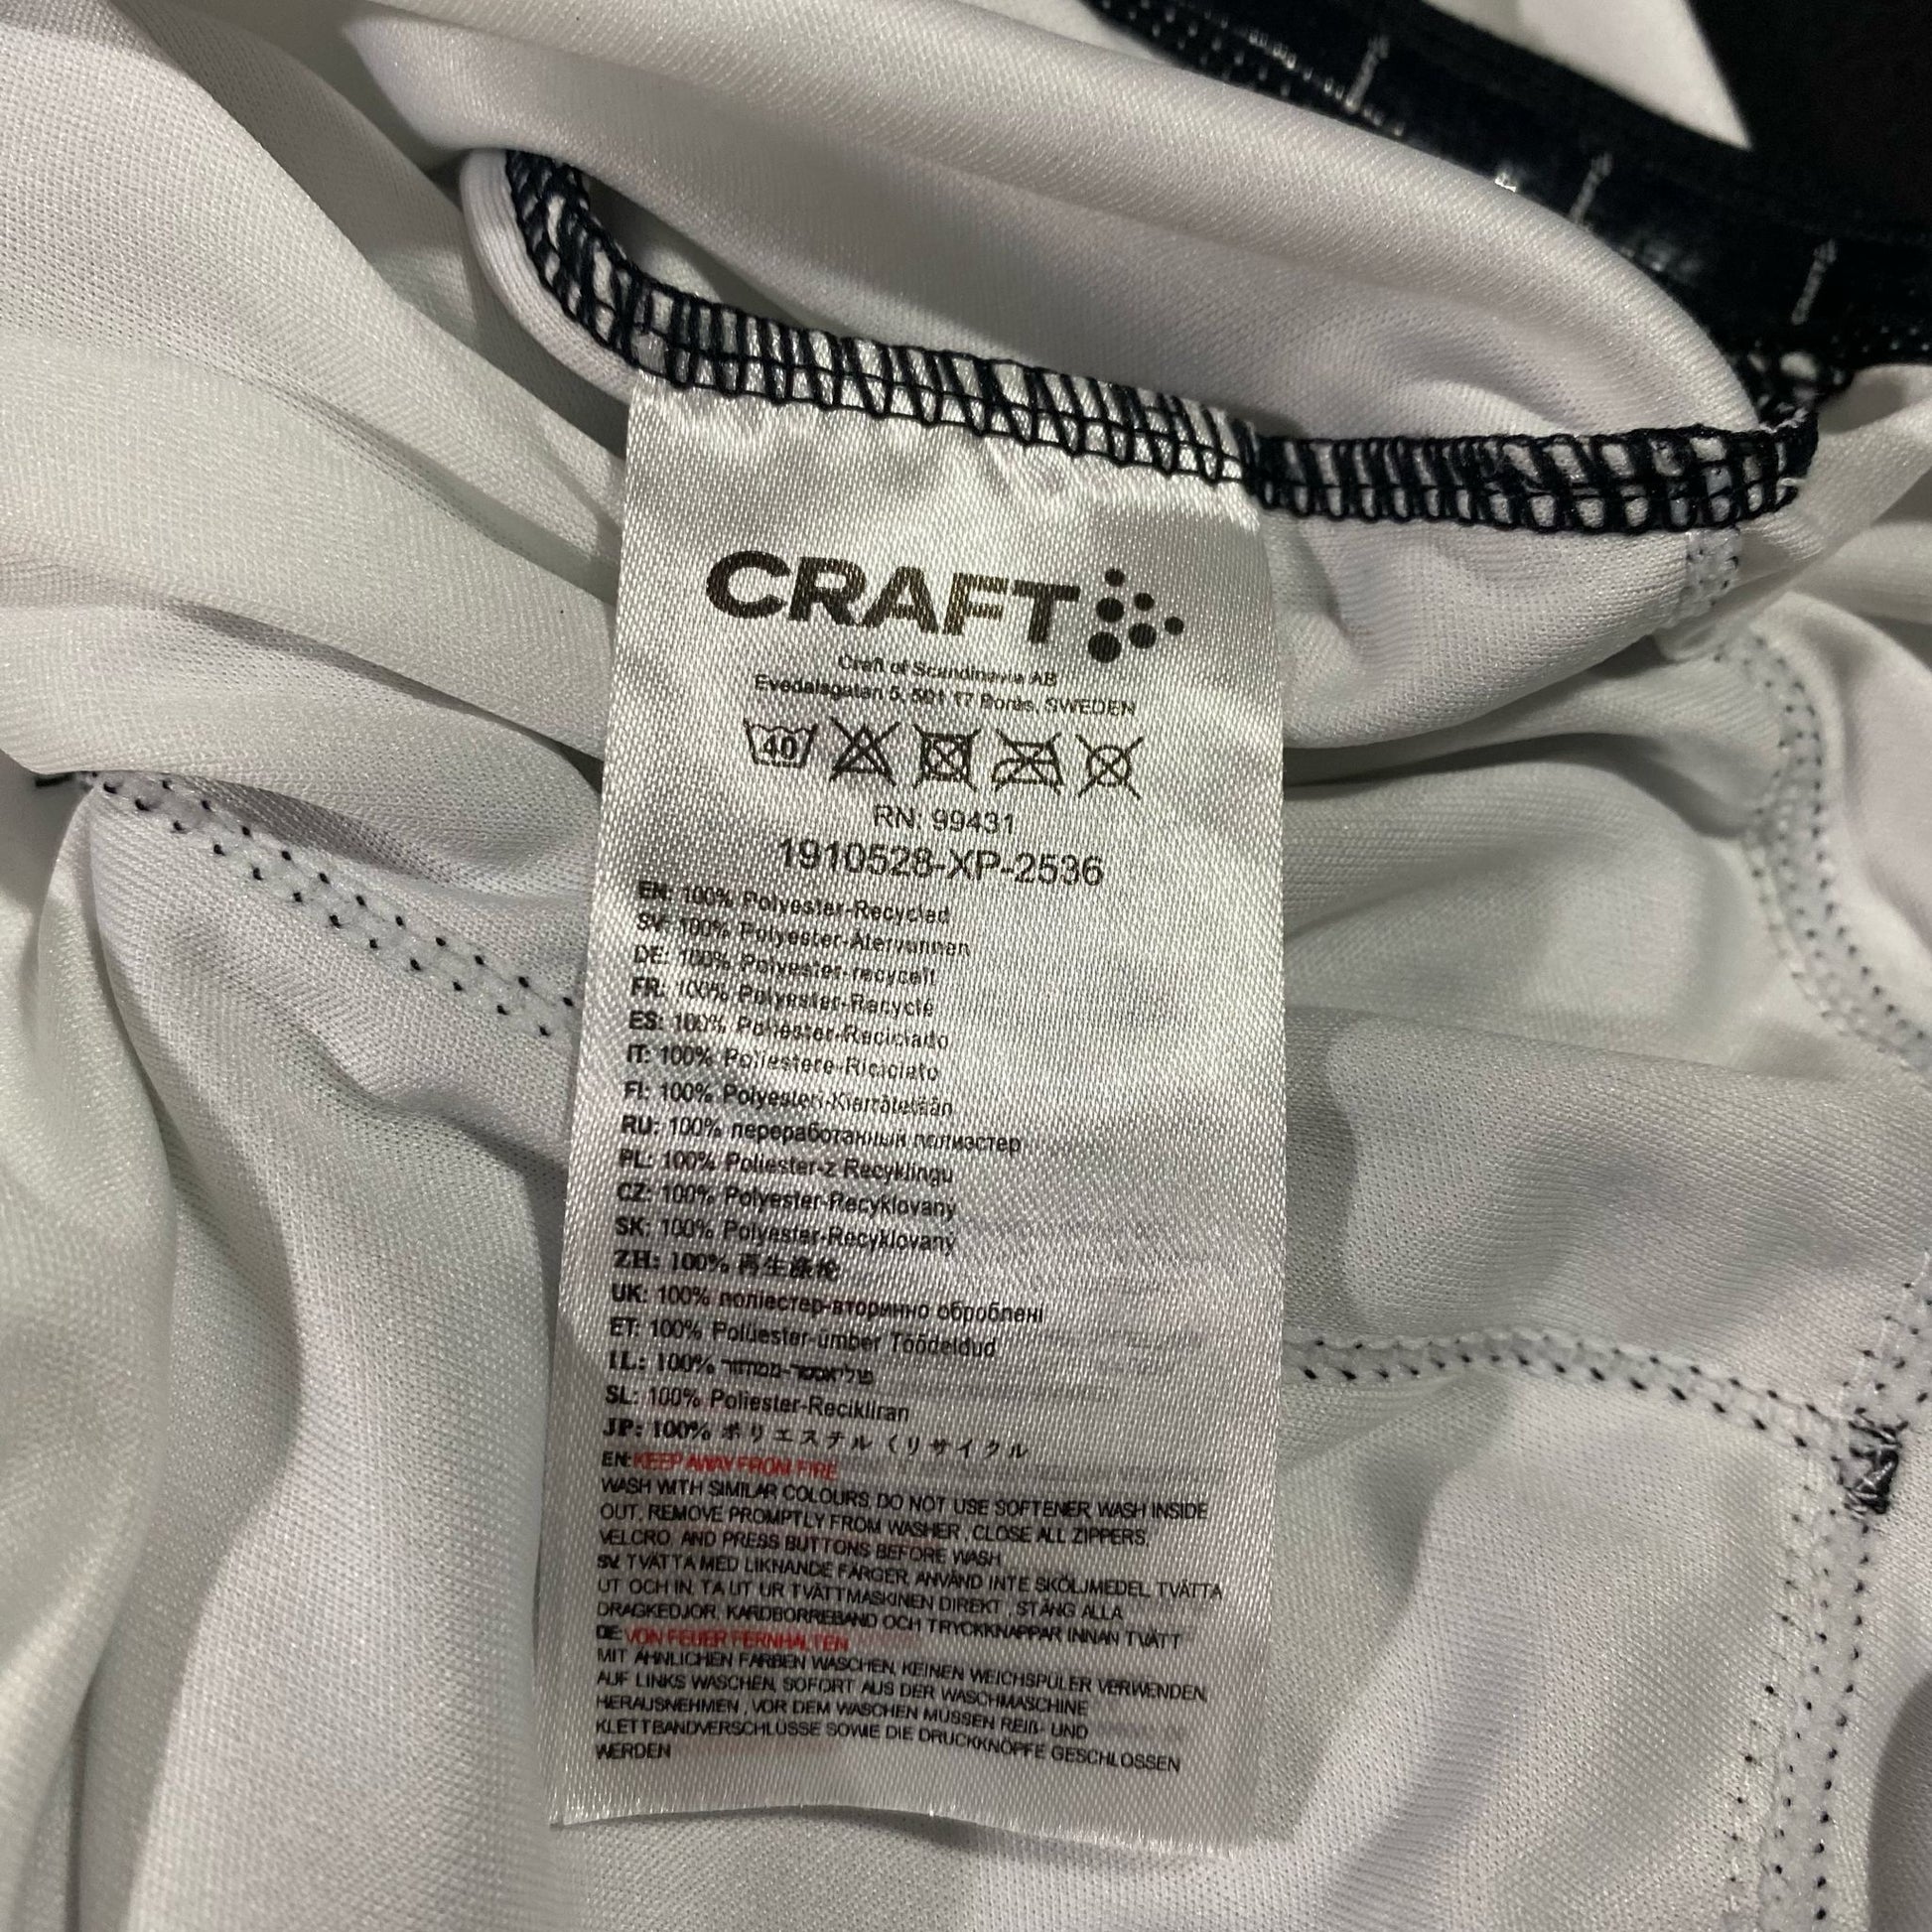 CRAFT
Craft of Scandinavia AB
Evedalsgatan 5, 501 17 Borås, SWEDEN
40
RN: 99431
1910528-XP-2536
EN: 100% Polyester-Recycled
SV: 100% Polyester-Återvunnen
DE: 100% Polyester-recycelt
FR: 100% Polyester-Recyclé
ES: 100% Poliéster-Reciclado
IT: 100% Poliestere-Riciclato
FI: 100% Polyesteri-Kierrätetään
RU: 100% переработанный полиэстер
PL: 100% Poliester-z Recyklingu
CZ: 100% Polyester-Recyklovaný
SK: 100% Polyester-Recyklovaný
ZH: 100% 再生涤纶
UK: 100% поліестер-вторинно оброблені
ET: 100% Polüester-ümber Töödeldud
IL: 100% פוליאסטר-ממוחזר
SL: 100% Poliester-Recikliran
JP: 100% ポリエステル (リサイクル
EN:KEEP AWAY FROM FIRE
WASH WITH SIMILAR COLOURS, DO NOT USE SOFTENER, WASH INSIDE
OUT, REMOVE PROMPTLY FROM WASHER , CLOSE ALL ZIPPERS,
VELCRO, AND PRESS BUTTONS BEFORE WASH
SV: TVÄTTA MED LIKNANDE FÄRGER, ANVÄND INTE SKÖLJMEDEL, TVÄTTA
UT OCH IN, TA UT UR TVÄTTMASKINEN DIREKT , STÄNG ALLA
DRAGKEDJOR, KARDBORREBAND OCH TRYCKKNAPPAR INNAN TVÄTT
DE:VON FEUER FERNHALTEN
MIT ÄHNLICHEN FARBEN WASCHEN, KEINEN WEICHSPÜLER VERWENDEN,
AUF LINKS WASCHEN, SOFORT AUS DER WASCHMASCHINE
HERAUSNEHMEN , VOR DEM WASCHEN MÜSSEN REIß- UND
KLETTBANDVERSCHLÜSSE SOWIE DIE DRUCKKNÖPFE GESCHLOSSEN
WERDEN